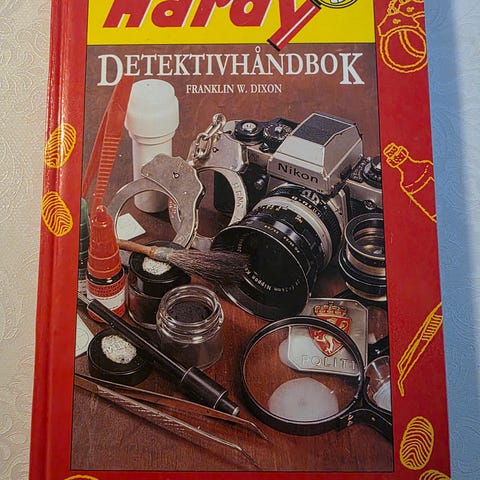 Hardy
DETEKTIVHÅNDBOK
FRANKLIN W. DIXON
Nikon
POLITI